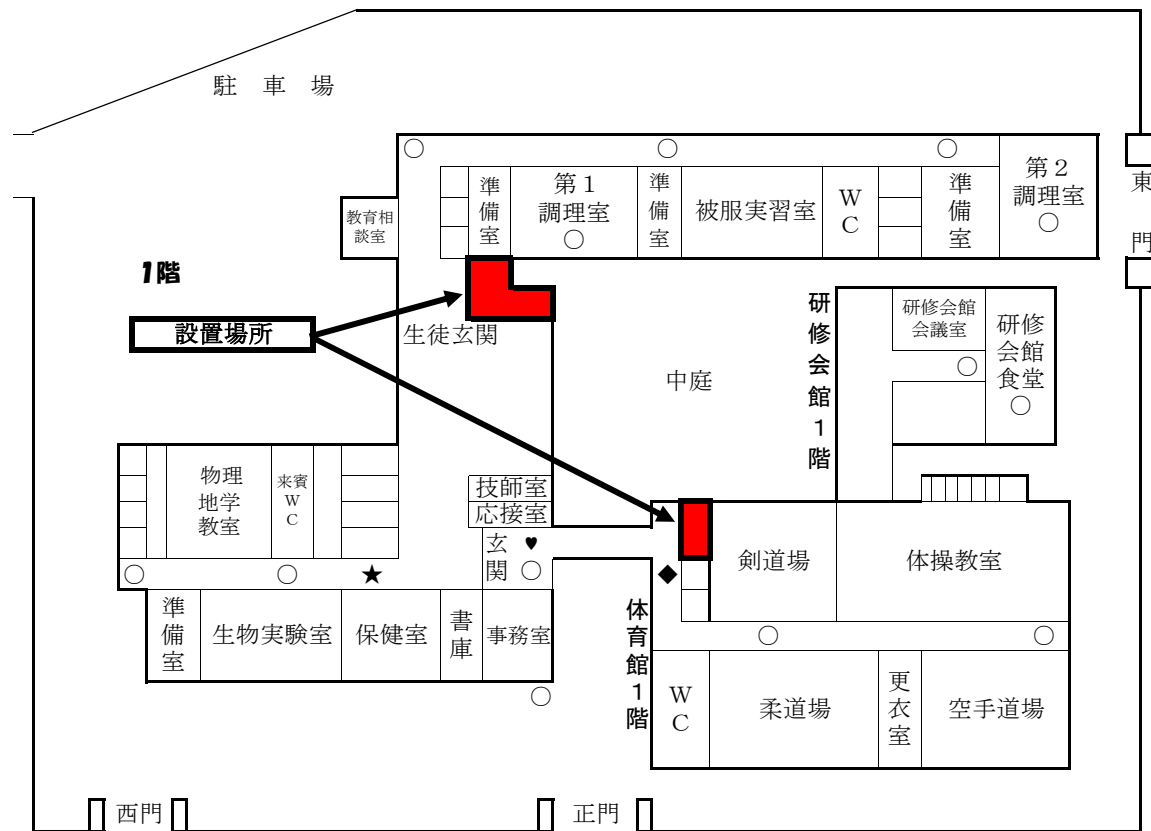 駐 車 場
東
門
教育相
談室
準
備
室
第１
調理室
○
準
備
室
被服実習室
W
C
準
備
室
第２
調理室
○
○
○
○
1階
設置場所
生徒玄関
中庭
研
修
会
館
１
階
研修会館
会議室
○
研修
会館
食堂
○
物理
地学
教室
来賓
W
C
技師室
応接室
玄
関
♥
○
○
○
★
準
備
室
生物実験室
保健室
書
庫
事務室
○
◆
体
育
館
１
階
剣道場
体操教室
○
○
W
C
柔道場
更
衣
室
空手道場
西門
正門